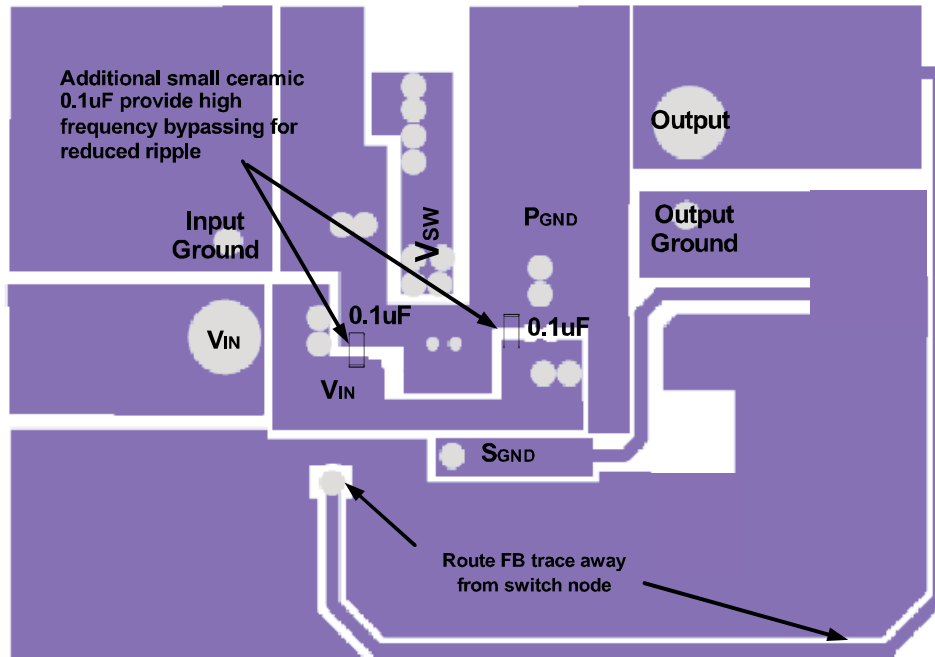 Additional small ceramic
0.1uF provide high
frequency bypassing for
reduced ripple
Output
Input
Ground
VSW
PGND
Output
Ground
0.1uF
0.1uF
VIN
VIN
SGND
Route FB trace away
from switch node